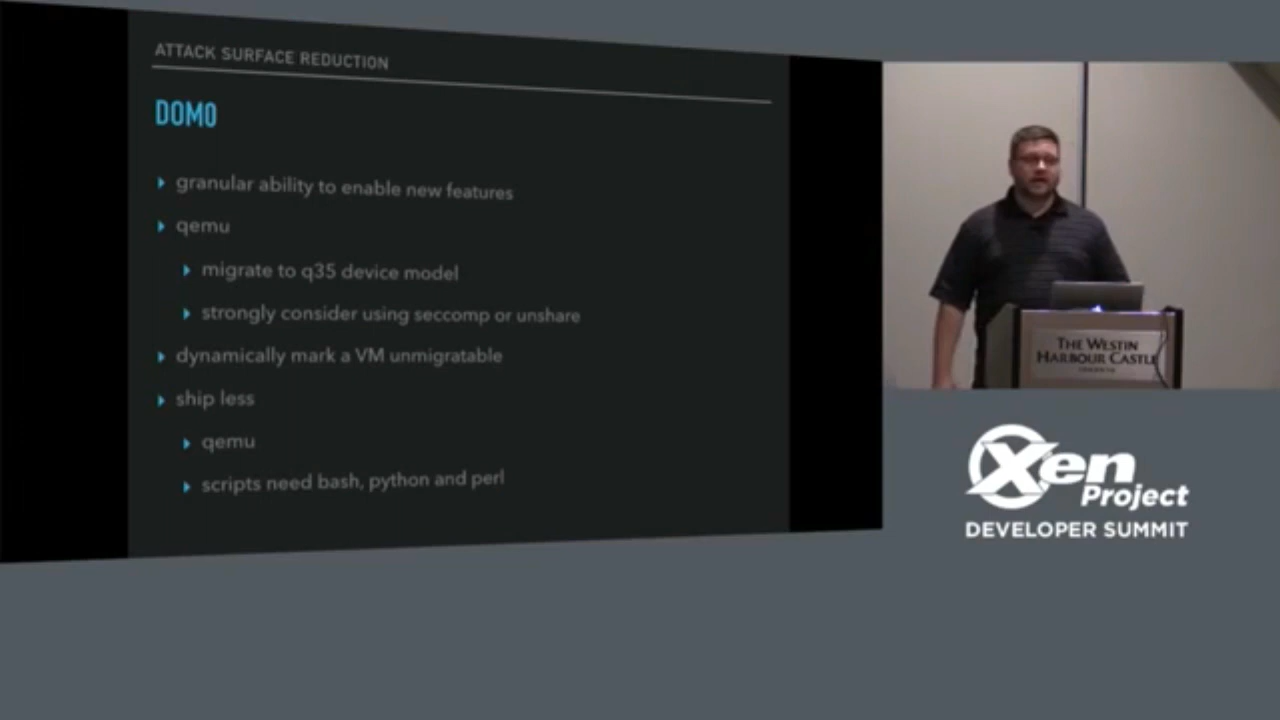 ATTACK SURFACE REDUCTION
DOM0
granular ability to enable new features
qemu
migrate to q35 device model
strongly consider using seccomp or unshare
dynamically mark a VM unmigratable
ship less
qemu
scripts need bash, python and perl
THE WESTIN
HARBOUR CASTLE
Xen
Project
DEVELOPER SUMMIT